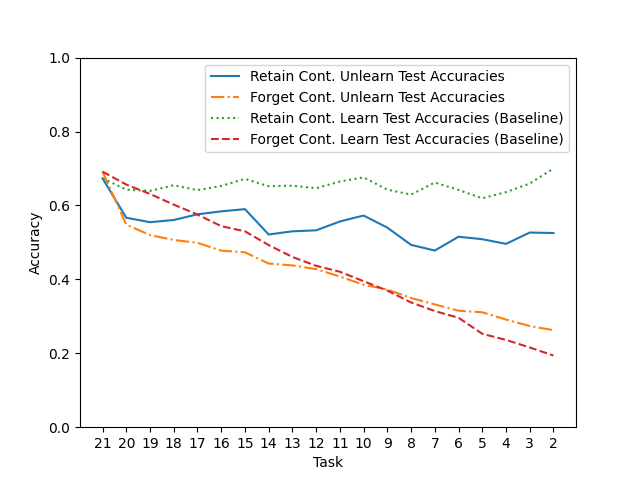 Retain Cont. Unlearn Test Accuracies
Forget Cont. Unlearn Test Accuracies
Retain Cont. Learn Test Accuracies (Baseline)
Forget Cont. Learn Test Accuracies (Baseline)
1.0
0.8
0.6
0.4
0.2
0.0
Accuracy
21 20 19 18 17 16 15 14 13 12 11 10 9 8 7 6 5 4 3 2
Task